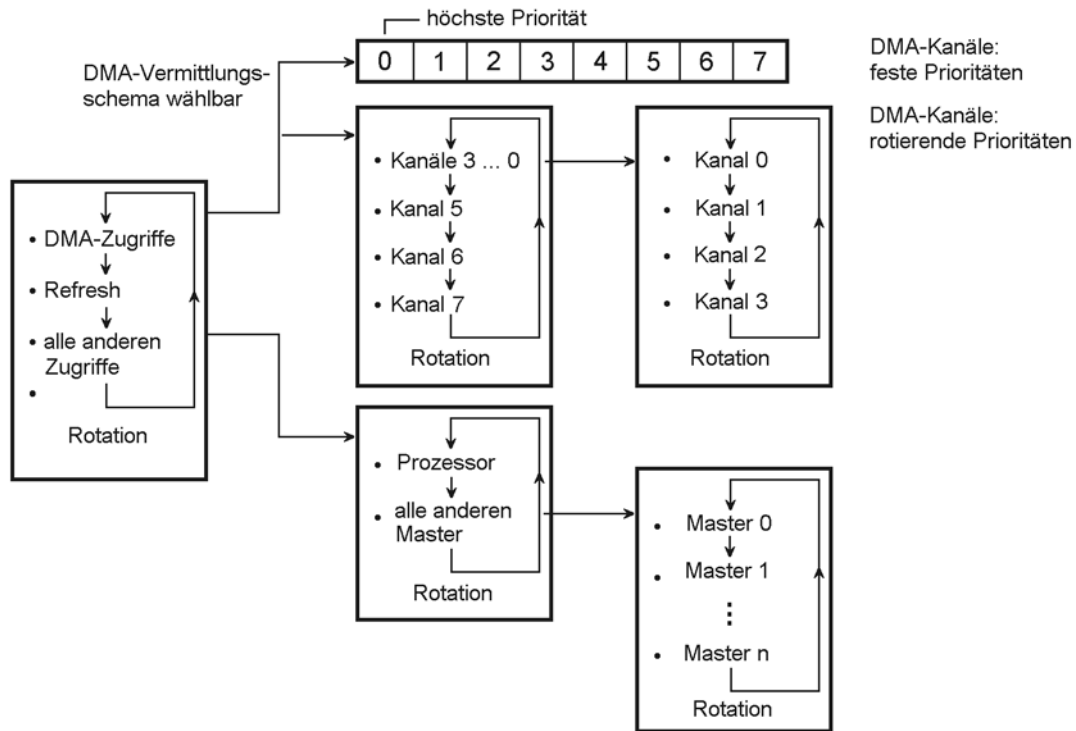 höchste Priorität
0 1 2 3 4 5 6 7
DMA-Kanäle:
feste Prioritäten
DMA-Vermittlungs-
schema wählbar
DMA-Kanäle:
rotierende Prioritäten
• DMA-Zugriffe
• Refresh
• alle anderen
Zugriffe
•
Rotation
• Kanäle 3 ... 0
• Kanal 5
• Kanal 6
• Kanal 7
Rotation
• Kanal 0
• Kanal 1
• Kanal 2
• Kanal 3
Rotation
• Prozessor
• alle anderen
Master
Rotation
• Master 0
• Master 1
⋮
• Master n
Rotation